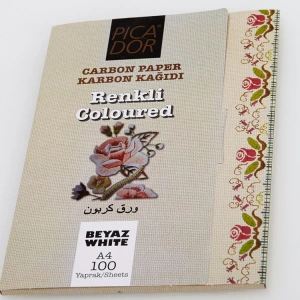 PICA
DOR
CARBON PAPER
KARBON KAĞIDI
Renkli
Coloured
ورق كربون
BEYAZ
WHITE
A4
100
Yaprak/Sheets